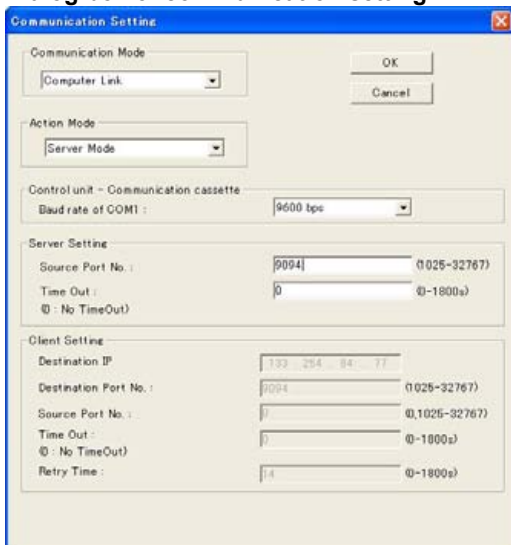 Communication Setting
Communication Mode
Computer Link
OK
Cancel
Action Mode
Server Mode
Control unit - Communication cassette
Baud rate of COM1 :
9600 bps
Server Setting
Source Port No. :
9094
(1025-32767)
Time Out :
0
(0-1800s)
(0 : No TimeOut)
Client Setting
Destination IP
133 . 254 . 84 . 77
Destination Port No. :
9094
(1025-32767)
Source Port No. :
0
(0,1025-32767)
Time Out :
0
(0-1800s)
(0 : No TimeOut)
Retry Time :
14
(0-1800s)